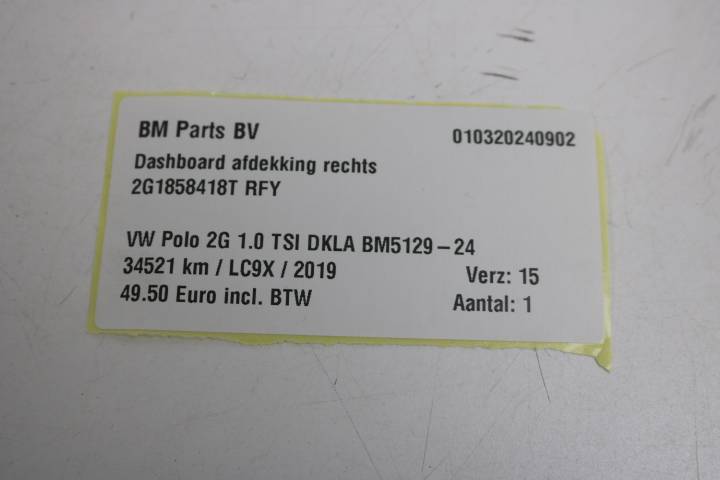 BM Parts BV 010320240902
Dashboard afdekking rechts
2G1858418T RFY
VW Polo 2G 1.0 TSI DKLA BM5129-24
34521 km / LC9X / 2019 Verz: 15
49.50 Euro incl. BTW Aantal: 1